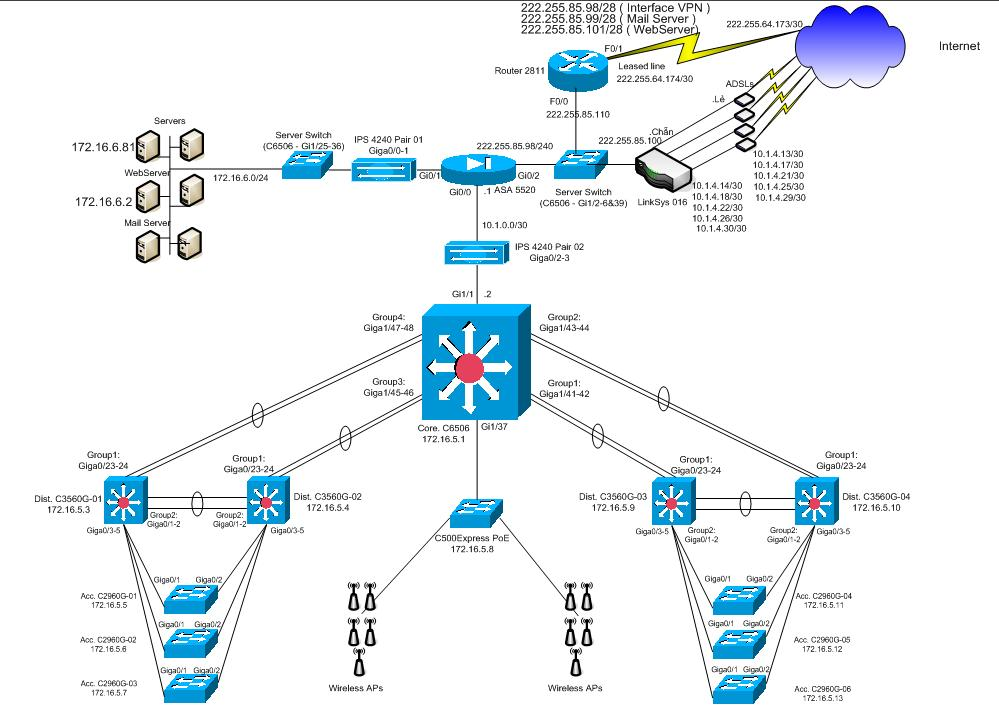 222.255.85.98/28 ( Interface VPN )
222.255.85.99/28 ( Mail Server )
222.255.85.101/28 ( WebServer)
222.255.64.173/30
Internet
F0/1
Router 2811
Leased line
222.255.64.174/30
ADSLs
F0/0
222.255.85.110
.Lẻ
.Chẵn
222.255.85.100
Servers
172.16.6.81
WebServer
172.16.6.2
Mail Server
172.16.6.0/24
Server Switch
(C6506 - Gi1/25-36)
IPS 4240 Pair 01
Giga0/0-1
Gi0/1
222.255.85.98/240
Gi0/2
Gi0/0
.1
ASA 5520
Server Switch
(C6506 - Gi1/2-6&39)
LinkSys 016
10.1.4.13/30
10.1.4.17/30
10.1.4.21/30
10.1.4.25/30
10.1.4.29/30
10.1.4.14/30
10.1.4.18/30
10.1.4.22/30
10.1.4.26/30
10.1.4.30/30
10.1.0.0/30
IPS 4240 Pair 02
Giga0/2-3
Gi1/1
.2
Group4:
Giga1/47-48
Group2:
Giga1/43-44
Group3:
Giga1/45-46
Group1:
Giga1/41-42
Core. C6506
172.16.5.1
Gi1/37
Group1:
Giga0/23-24
Group1:
Giga0/23-24
Group1:
Giga0/23-24
Group1:
Giga0/23-24
Dist. C3560G-01
172.16.5.3
Group2:
Giga0/1-2
Group2:
Giga0/1-2
Dist. C3560G-02
172.16.5.4
Giga0/3-5
Giga0/3-5
Dist. C3560G-03
172.16.5.9
Group2:
Giga0/1-2
Group2:
Giga0/1-2
Dist. C3560G-04
172.16.5.10
Giga0/3-5
Giga0/3-5
C500Express PoE
172.16.5.8
Giga0/1
Giga0/2
Acc. C2960G-01
172.16.5.5
Giga0/1
Giga0/2
Acc. C2960G-02
172.16.5.6
Giga0/1
Giga0/2
Acc. C2960G-03
172.16.5.7
Wireless APs
Wireless APs
Giga0/1
Giga0/2
Acc. C2960G-04
172.16.5.11
Giga0/1
Giga0/2
Acc. C2960G-05
172.16.5.12
Giga0/1
Giga0/2
Acc. C2960G-06
172.16.5.13